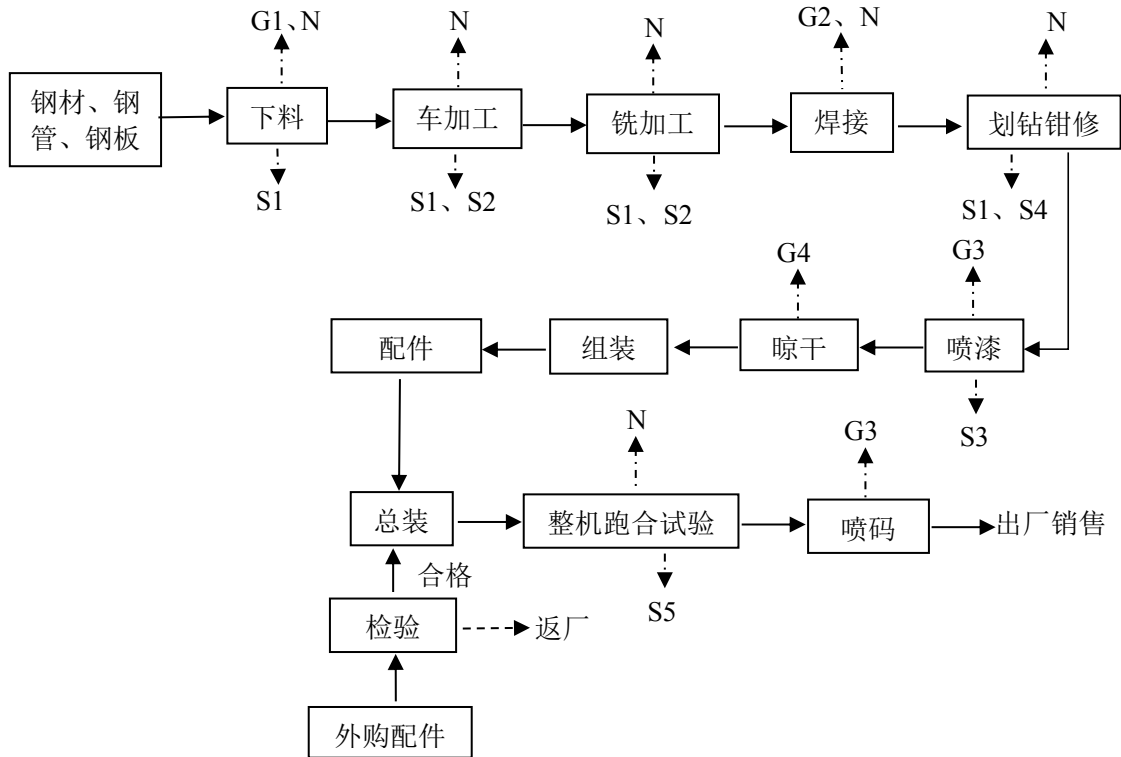 G1、N
N
N
G2、N
N
钢材、钢
管、钢板
下料
车加工
铣加工
焊接
划钻钳修
S1
S1、S2
S1、S2
S1、S4
G4
G3
配件
组装
晾干
喷漆
S3
N
G3
总装
整机跑合试验
喷码
出厂销售
合格
S5
检验
返厂
外购配件